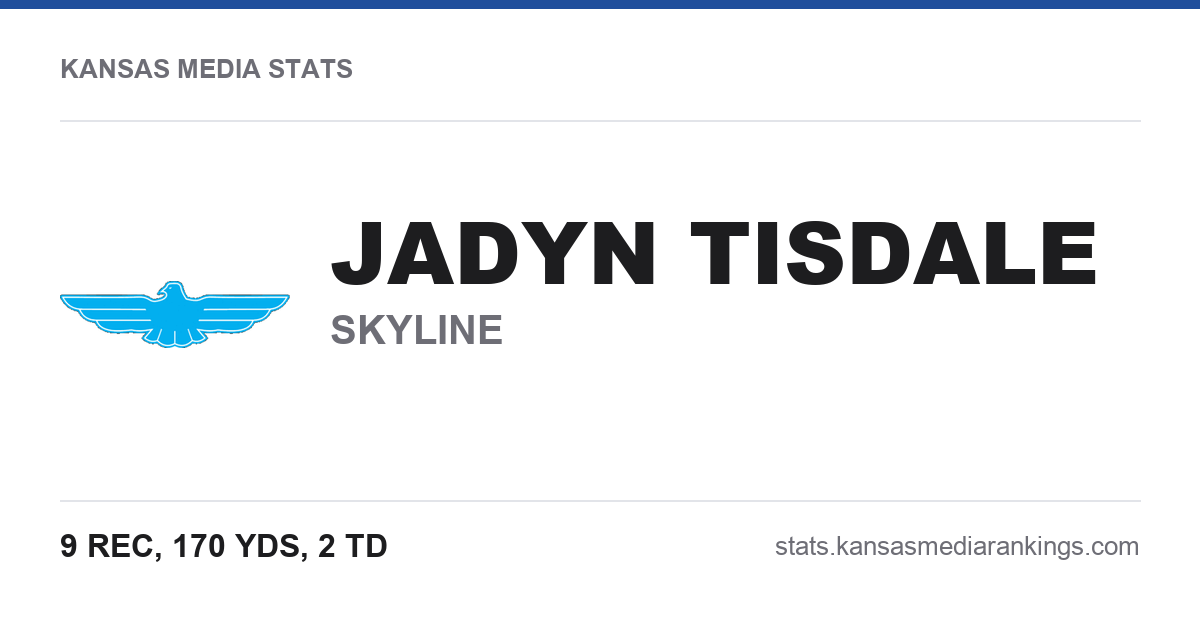 KANSAS MEDIA STATS
JADYN TISDALE
SKYLINE
9 REC, 170 YDS, 2 TD
stats.kansasmediarankings.com